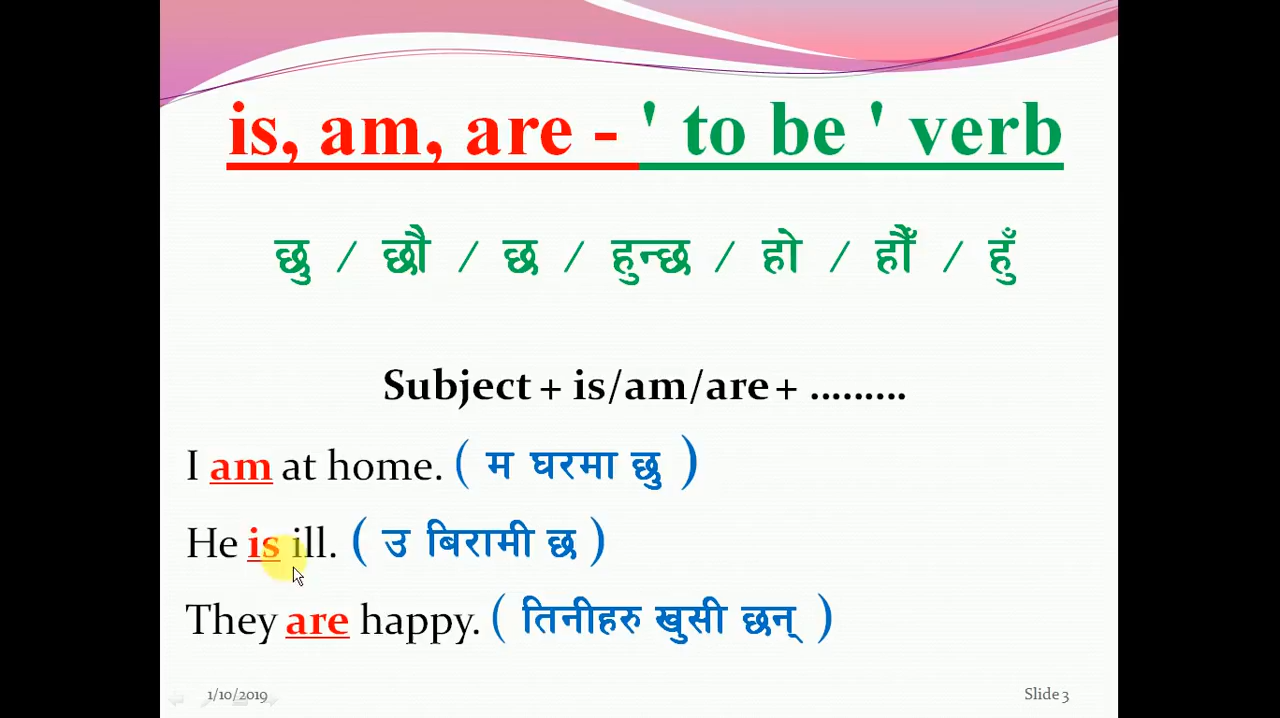 is, am, are - ' to be ' verb
छु / छौ / छ / हुन्छ / हो / हौँ / हुँ
Subject + is/am/are + .........
I am at home. ( म घरमा छु )
He is ill. ( उ बिरामी छ )
They are happy. ( तिनीहरु खुसी छन् )
1/10/2019
Slide 3